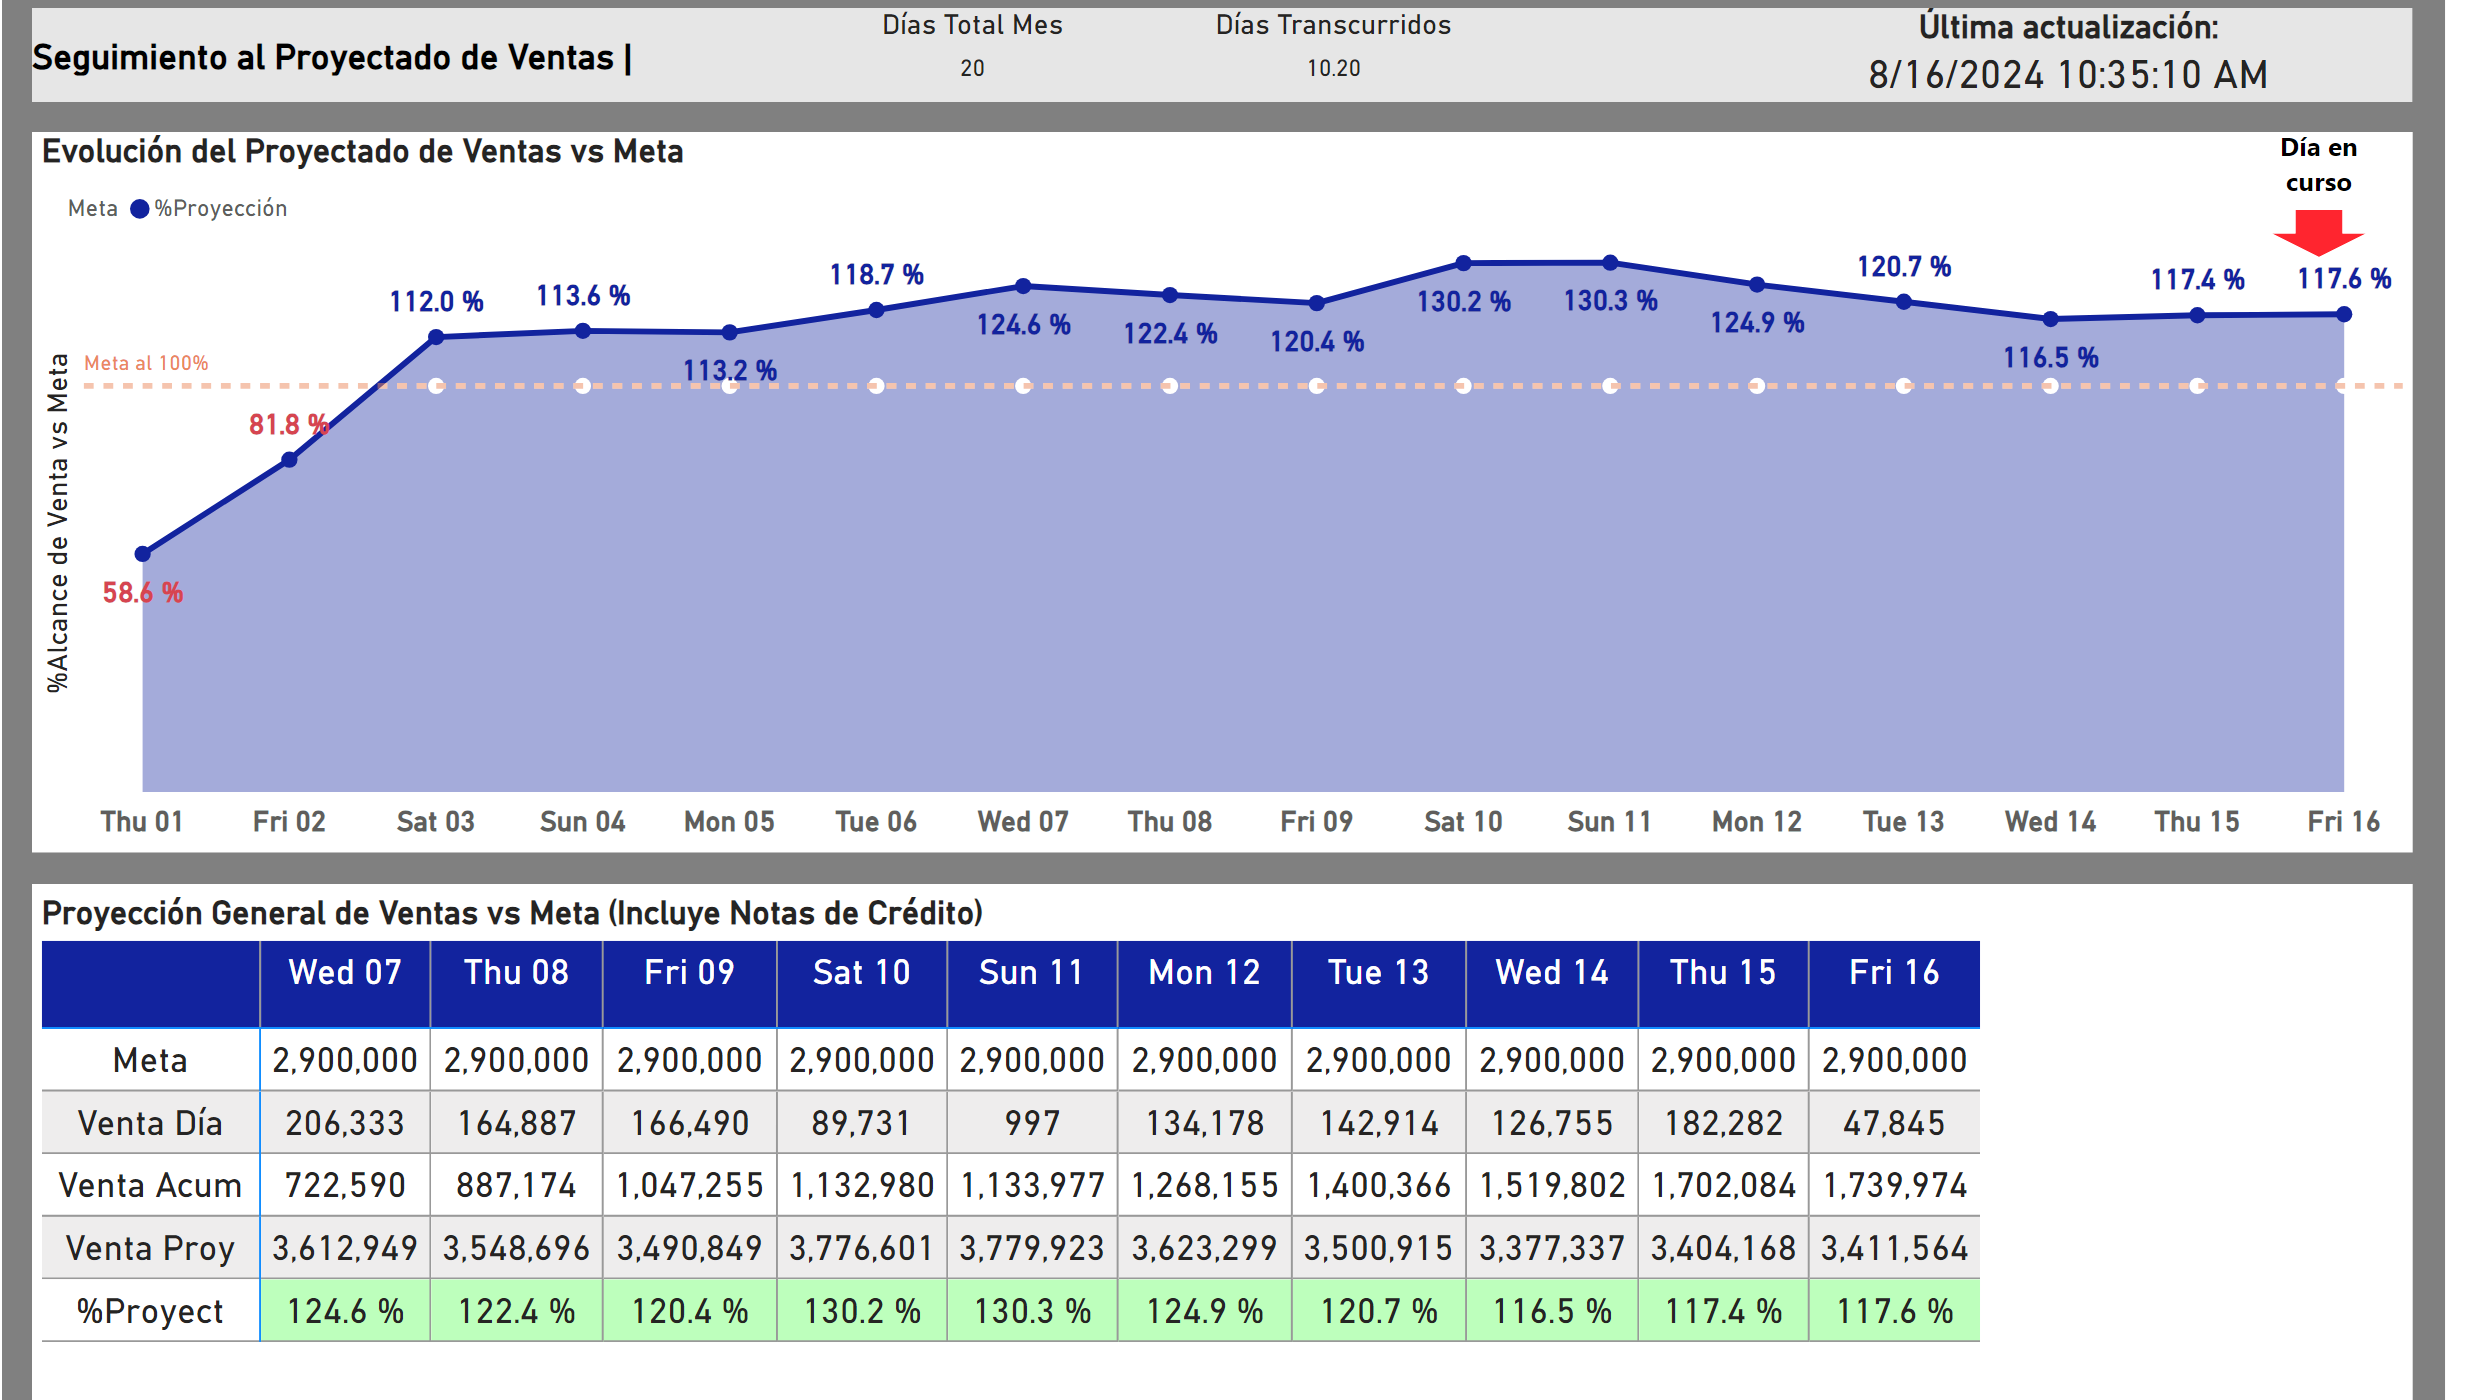 Seguimiento al Proyectado de Ventas |
Días Total Mes
20
Días Transcurridos
10.20
Última actualización:
8/16/2024 10:35:10 AM
Evolución del Proyectado de Ventas vs Meta
Día en
curso
Meta %Proyección
%Alcance de Venta vs Meta
Meta al 100%
58.6 %
81.8 %
112.0 %
113.6 %
113.2 %
118.7 %
124.6 %
122.4 %
120.4 %
130.2 %
130.3 %
124.9 %
120.7 %
116.5 %
117.4 %
117.6 %
Thu 01 Fri 02 Sat 03 Sun 04 Mon 05 Tue 06 Wed 07 Thu 08 Fri 09 Sat 10 Sun 11 Mon 12 Tue 13 Wed 14 Thu 15 Fri 16
Proyección General de Ventas vs Meta (Incluye Notas de Crédito)
Wed 07 Thu 08 Fri 09 Sat 10 Sun 11 Mon 12 Tue 13 Wed 14 Thu 15 Fri 16
Meta 2,900,000 2,900,000 2,900,000 2,900,000 2,900,000 2,900,000 2,900,000 2,900,000 2,900,000 2,900,000
Venta Día 206,333 164,887 166,490 89,731 997 134,178 142,914 126,755 182,282 47,845
Venta Acum 722,590 887,174 1,047,255 1,132,980 1,133,977 1,268,155 1,400,366 1,519,802 1,702,084 1,739,974
Venta Proy 3,612,949 3,548,696 3,490,849 3,776,601 3,779,923 3,623,299 3,500,915 3,377,337 3,404,168 3,411,564
%Proyect 124.6 % 122.4 % 120.4 % 130.2 % 130.3 % 124.9 % 120.7 % 116.5 % 117.4 % 117.6 %